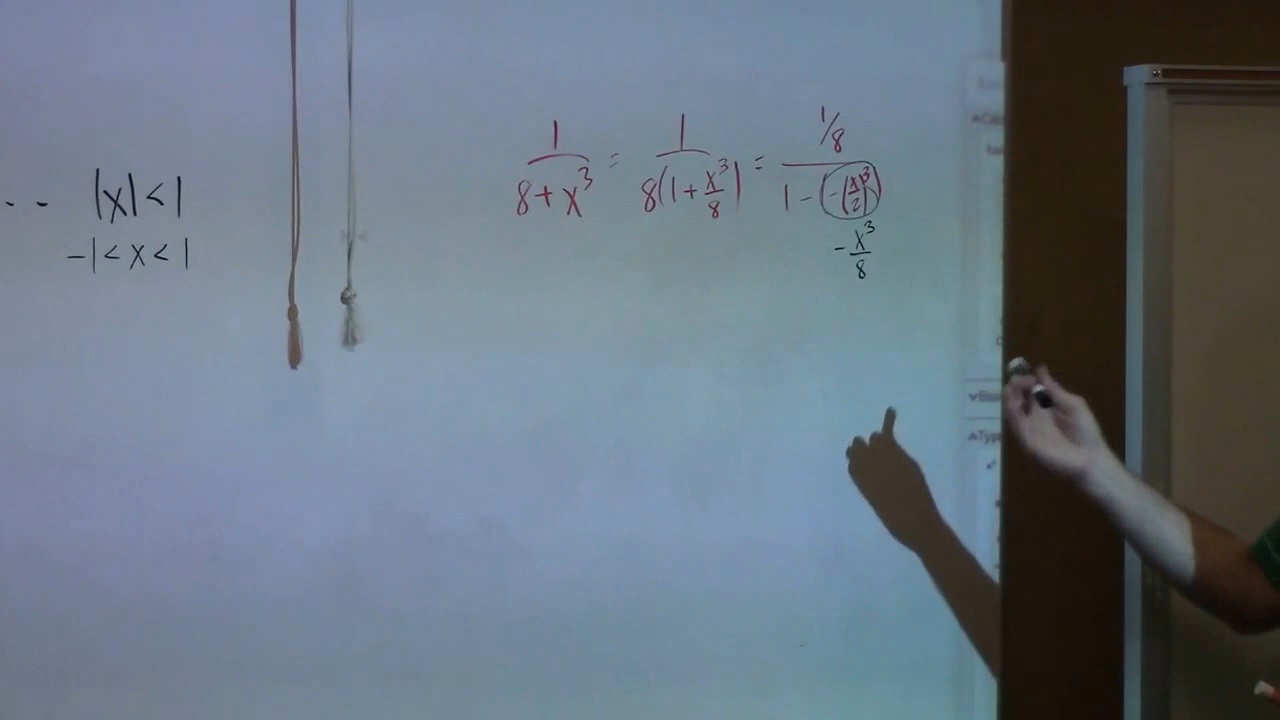 -- |x| < 1
-1 < x < 1
1/(8+x³) = 1/(8(1+x³/8)) = (1/8)/(1-(-(x/2)³))
-x³/8